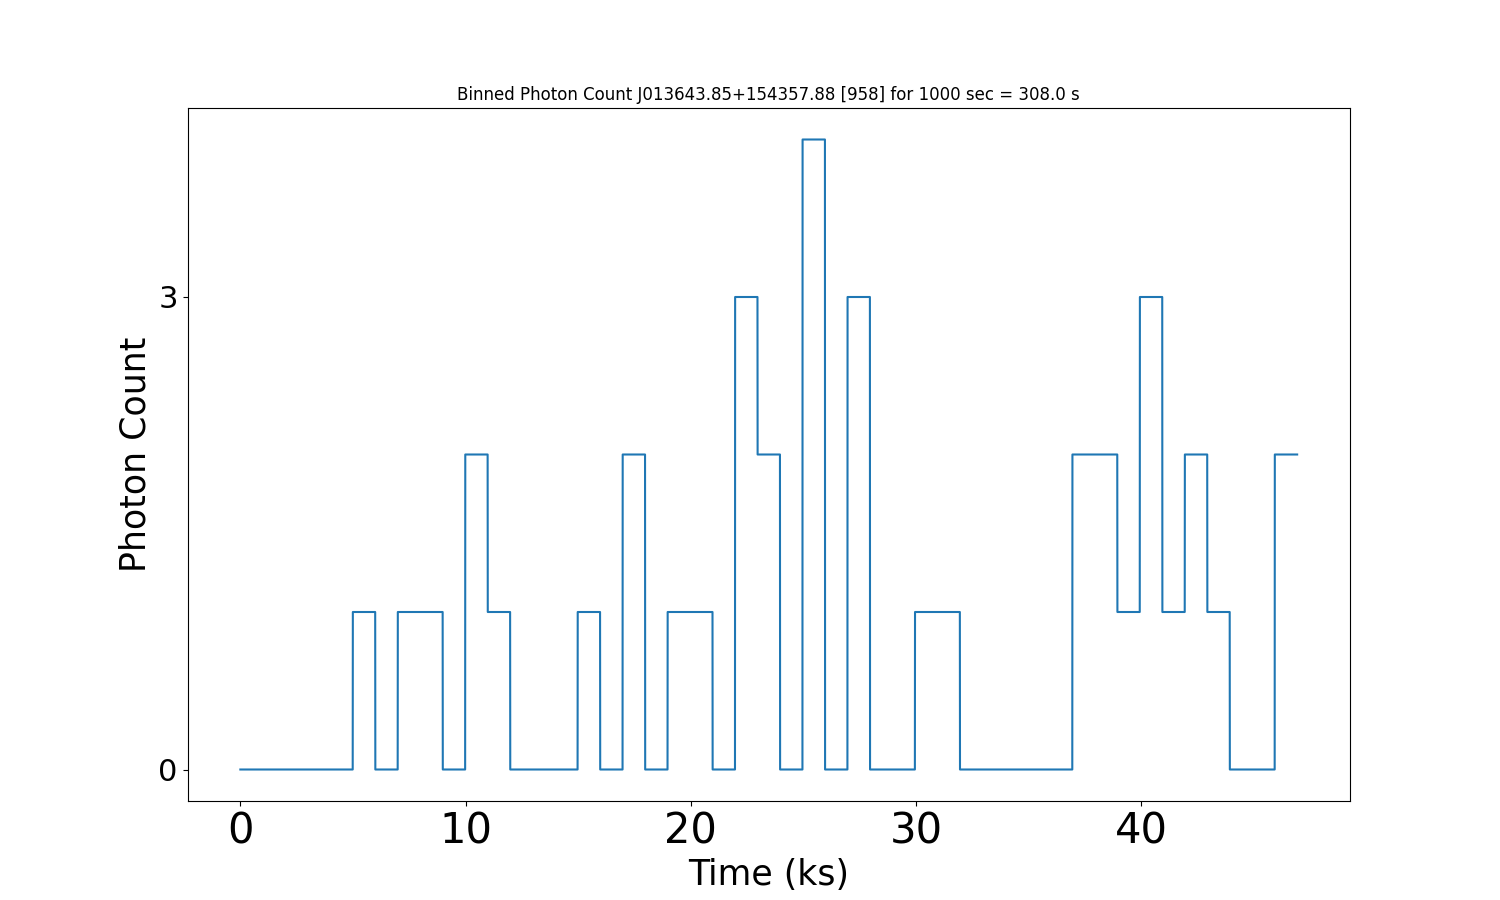 Binned Photon Count J013643.85+154357.88 [958] for 1000 sec = 308.0 s
3
0
Photon Count
0 10 20 30 40
Time (ks)